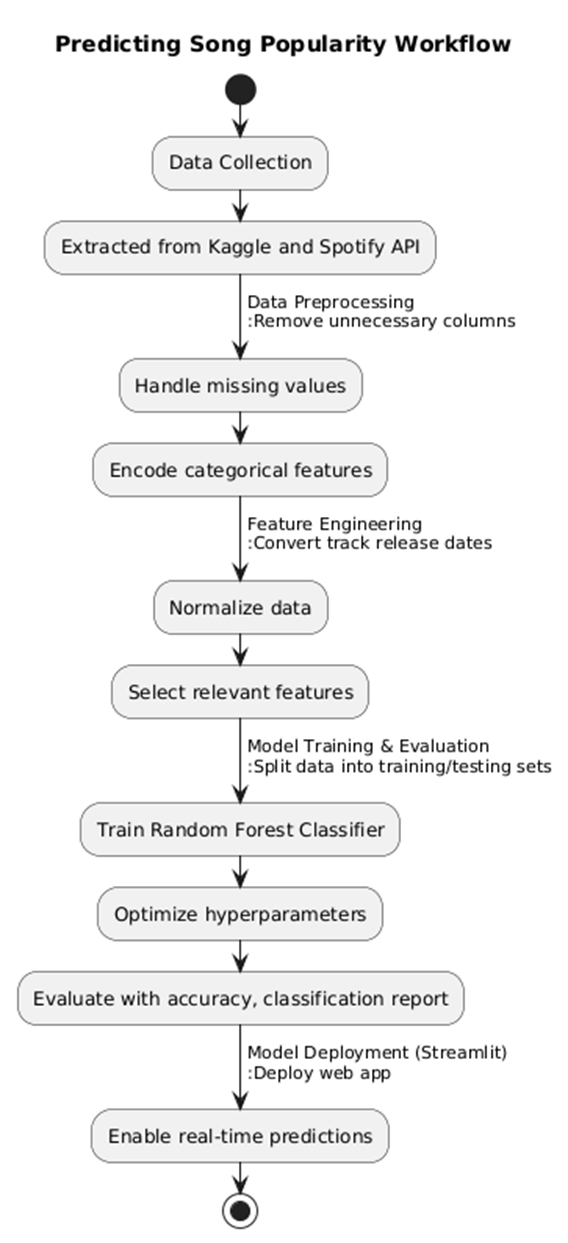 Predicting Song Popularity Workflow
Data Collection
Extracted from Kaggle and Spotify API
Data Preprocessing
:Remove unnecessary columns
Handle missing values
Encode categorical features
Feature Engineering
:Convert track release dates
Normalize data
Select relevant features
Model Training & Evaluation
:Split data into training/testing sets
Train Random Forest Classifier
Optimize hyperparameters
Evaluate with accuracy, classification report
Model Deployment (Streamlit)
:Deploy web app
Enable real-time predictions